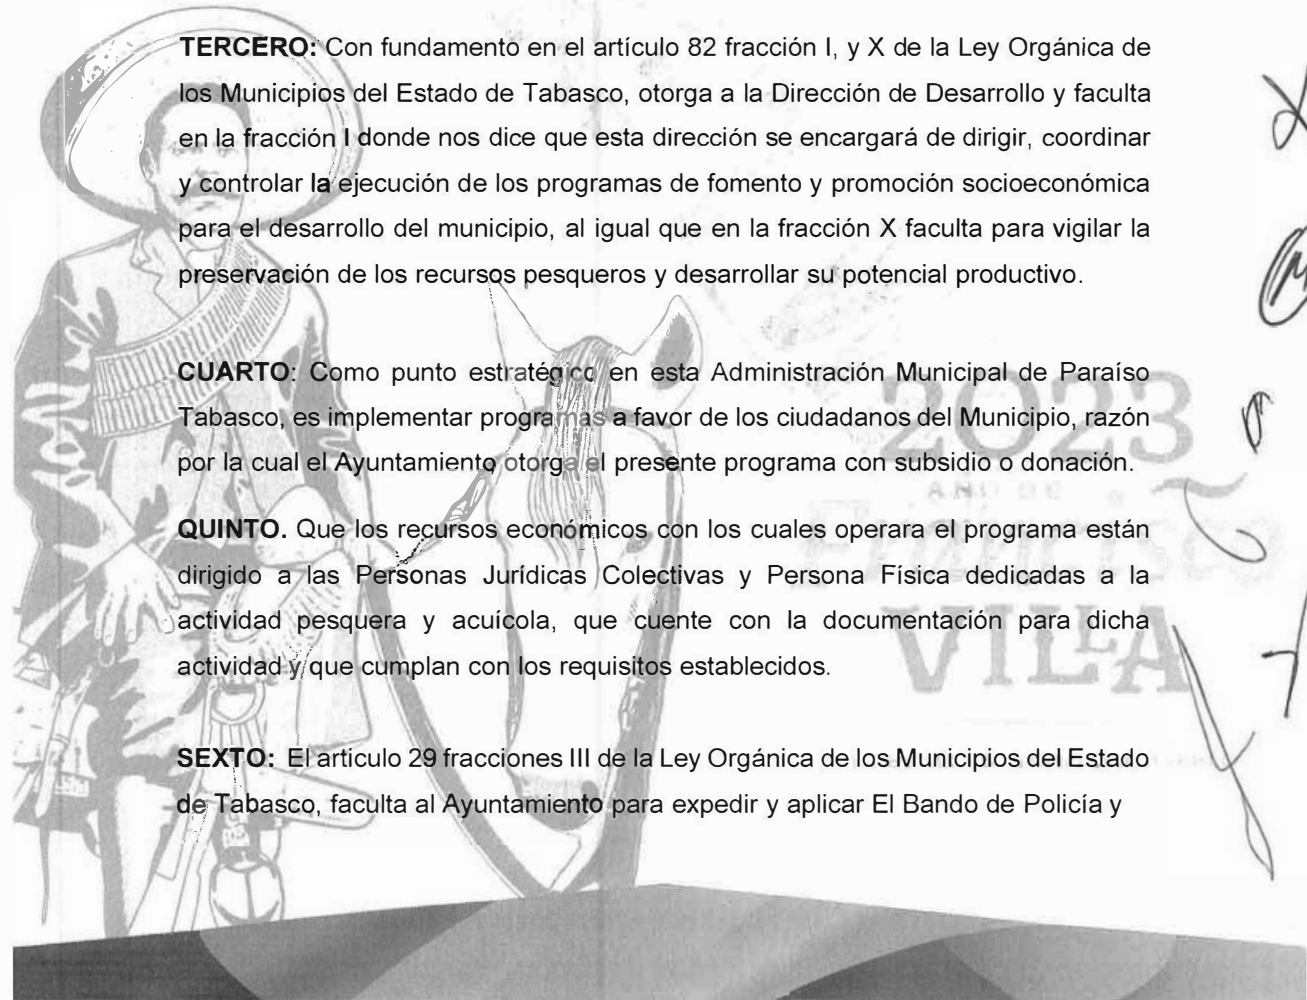 TERCERO: Con fundamento en el artículo 82 fracción I, y X de la Ley Orgánica de
los Municipios del Estado de Tabasco, otorga a la Dirección de Desarrollo y faculta
en la fracción I donde nos dice que esta dirección se encargará de dirigir, coordinar
y controlar la ejecución de los programas de fomento y promoción socioeconómica
para el desarrollo del municipio, al igual que en la fracción X faculta para vigilar la
preservación de los recursos pesqueros y desarrollar su potencial productivo.
CUARTO: Como punto estratégico en esta Administración Municipal de Paraíso
Tabasco, es implementar programas a favor de los ciudadanos del Municipio, razón
por la cual el Ayuntamiento otorga el presente programa con subsidio o donación.
QUINTO. Que los recursos económicos con los cuales operara el programa están
dirigido a las Personas Jurídicas Colectivas y Persona Física dedicadas a la
actividad pesquera y acuícola, que cuente con la documentación para dicha
actividad y que cumplan con los requisitos establecidos.
SEXTO: El articulo 29 fracciones III de la Ley Orgánica de los Municipios del Estado
de Tabasco, faculta al Ayuntamiento para expedir y aplicar El Bando de Policía y
2023
AÑO DE
Francisco
VILLA